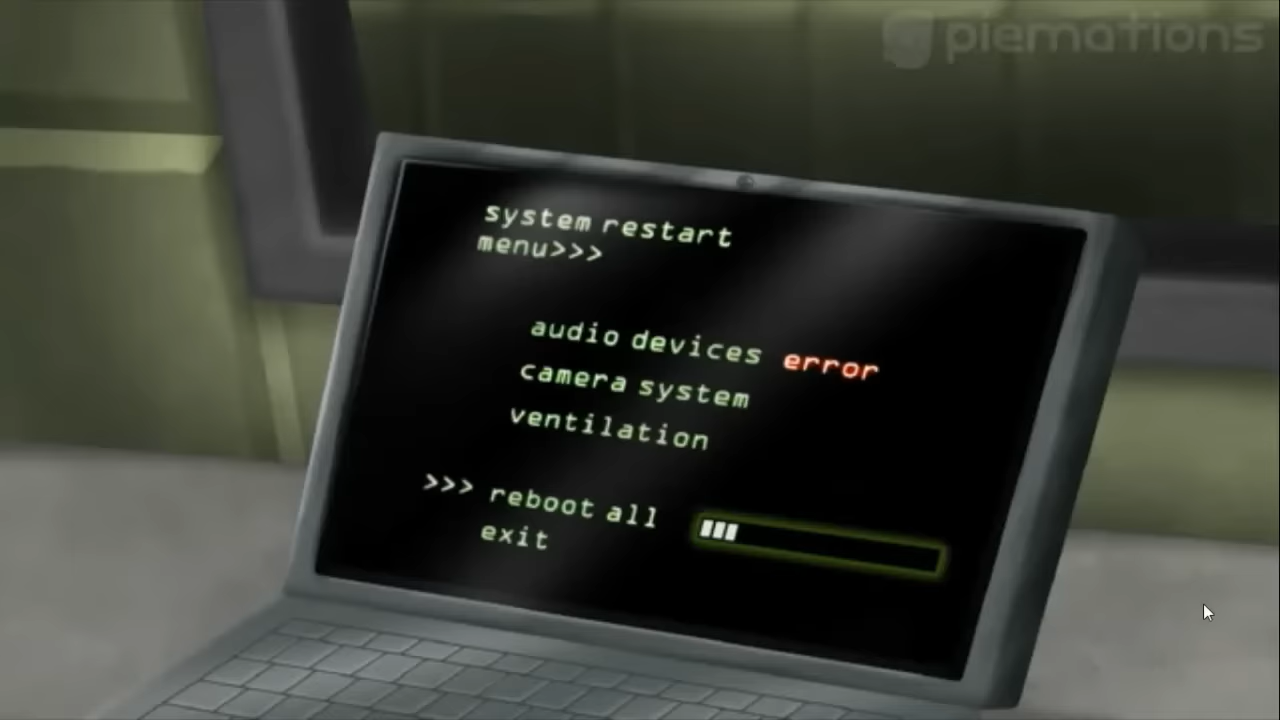 piemations
system restart
menu>>>
audio devices error
camera system
ventilation
>>> reboot all
exit